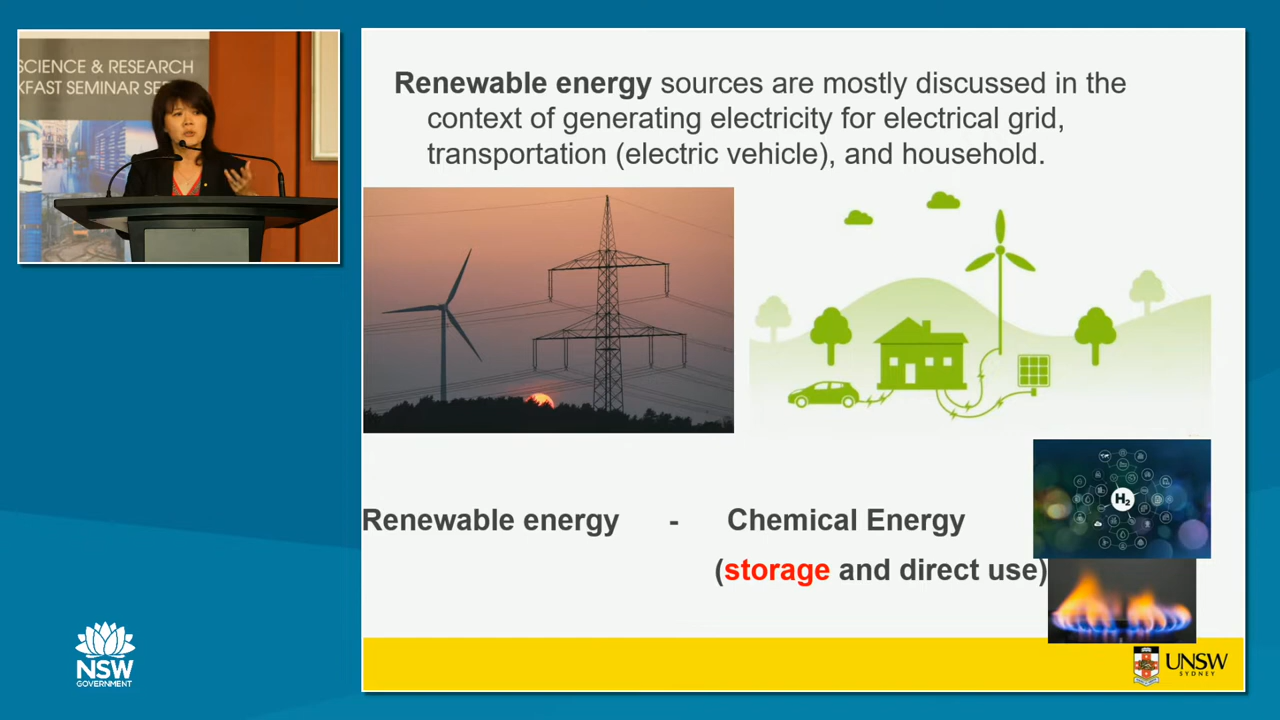 SCIENCE & RESEARCH
KFAST SEMINAR SE
Renewable energy sources are mostly discussed in the
context of generating electricity for electrical grid,
transportation (electric vehicle), and household.
H2
Renewable energy - Chemical Energy
(storage and direct use)
NSW
GOVERNMENT
UNSW
SYDNEY